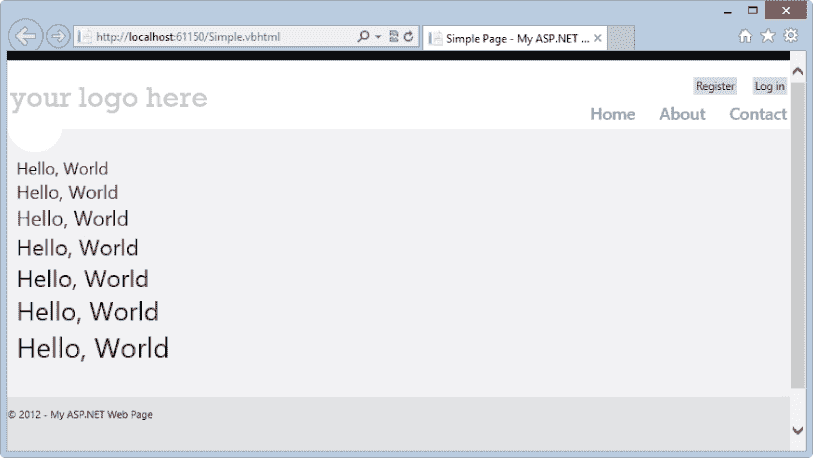 http://localhost:61150/Simple.vbhtml
Simple Page - My ASP.NET ...
Register Log in
your logo here
Home About Contact
Hello, World
Hello, World
Hello, World
Hello, World
Hello, World
Hello, World
Hello, World
© 2012 - My ASP.NET Web Page